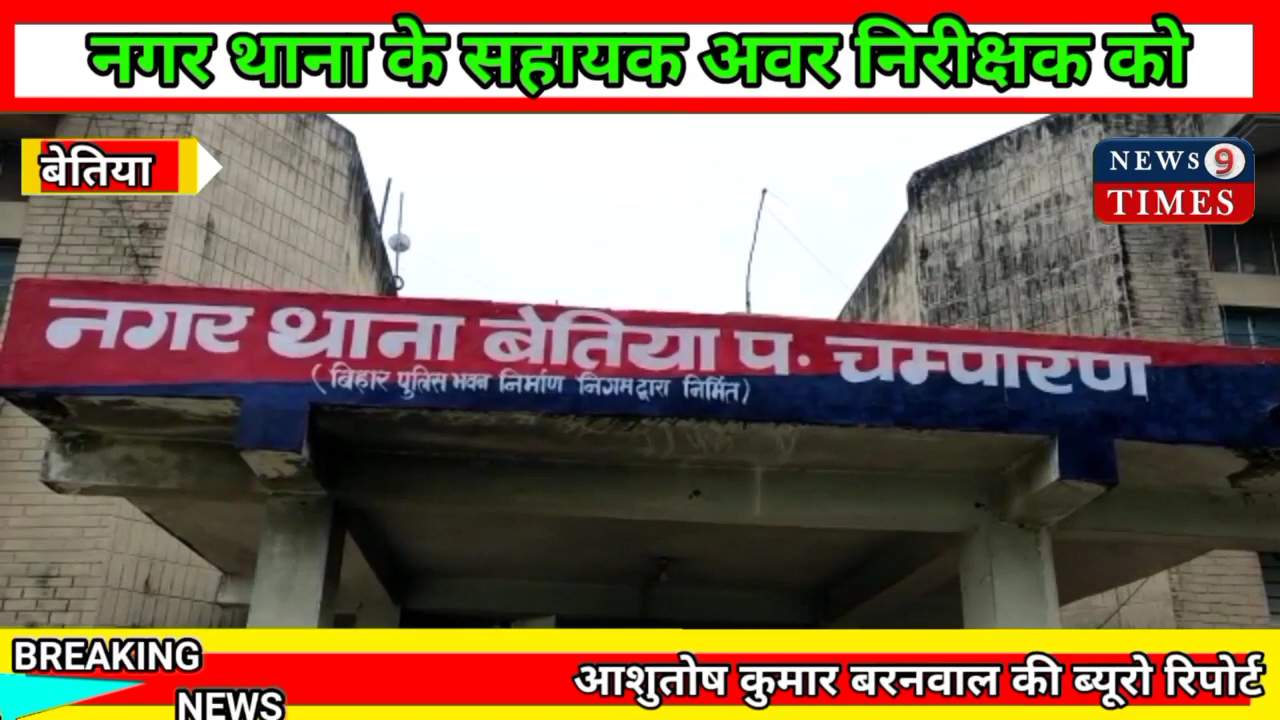 नगर थाना के सहायक अवर निरीक्षक को
बेतिया
NEWS 9
TIMES
नगर थाना बेतिया प. चम्पारण
(बिहार पुलिस भवन निर्माण निगम द्वारा निर्मित)
BREAKING
NEWS
आशुतोष कुमार बरनवाल की ब्यूरो रिपोर्ट